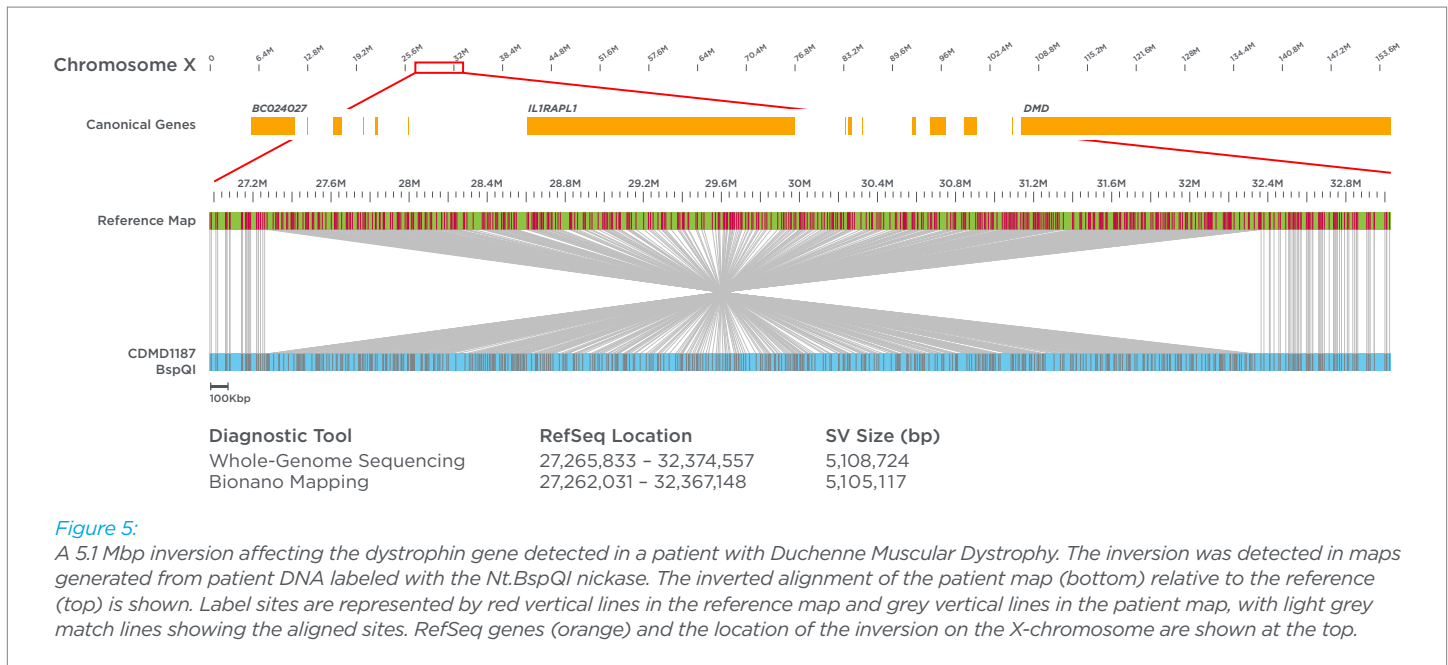 Chromosome X
0 6.4M 12.8M 19.2M 25.6M 32M 38.4M 44.8M 51.6M 57.6M 64M 70.4M 76.8M 83.2M 89.6M 96M 102.4M 108.8M 115.2M 121.6M 128M 134.4M 140.8M 147.2M 153.6M
BC024027 IL1RAPL1 DMD
Canonical Genes
27.2M 27.6M 28M 28.4M 28.8M 29.2M 29.6M 30M 30.4M 30.8M 31.2M 31.6M 32M 32.4M 32.8M
Reference Map
CDMD1187
BspQI
100Kbp
Diagnostic Tool RefSeq Location SV Size (bp)
Whole-Genome Sequencing 27,265,833 – 32,374,557 5,108,724
Bionano Mapping 27,262,031 – 32,367,148 5,105,117
Figure 5:
A 5.1 Mbp inversion affecting the dystrophin gene detected in a patient with Duchenne Muscular Dystrophy. The inversion was detected in maps
generated from patient DNA labeled with the Nt.BspQI nickase. The inverted alignment of the patient map (bottom) relative to the reference
(top) is shown. Label sites are represented by red vertical lines in the reference map and grey vertical lines in the patient map, with light grey
match lines showing the aligned sites. RefSeq genes (orange) and the location of the inversion on the X-chromosome are shown at the top.